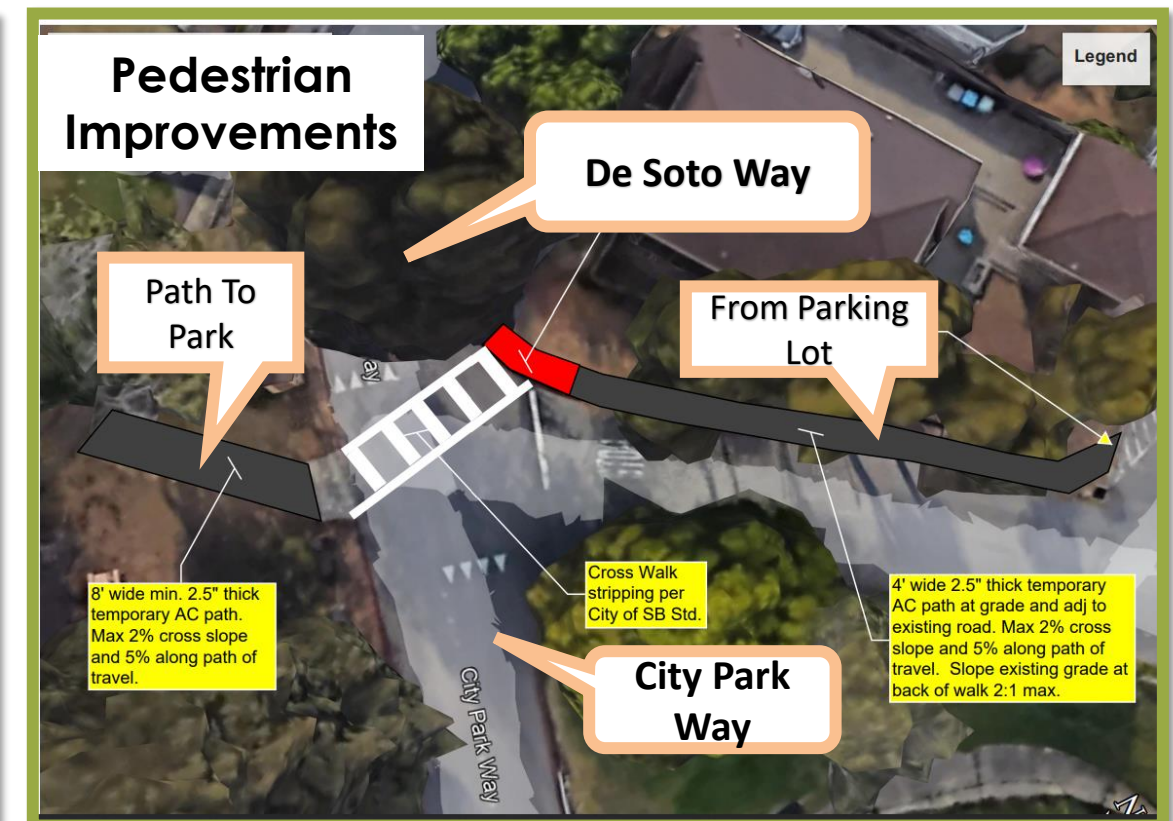 Pedestrian
Improvements
Legend
De Soto Way
Path To
Park
From Parking
Lot
ay
STOP
8' wide min. 2.5" thick
temporary AC path.
Max 2% cross slope
and 5% along path of
travel.
Cross Walk
stripping per
City of SB Std.
4' wide 2.5" thick temporary
AC path at grade and adj to
existing road. Max 2% cross
slope and 5% along path of
travel. Slope existing grade at
back of walk 2:1 max.
City Park
Way
City Park Way
N